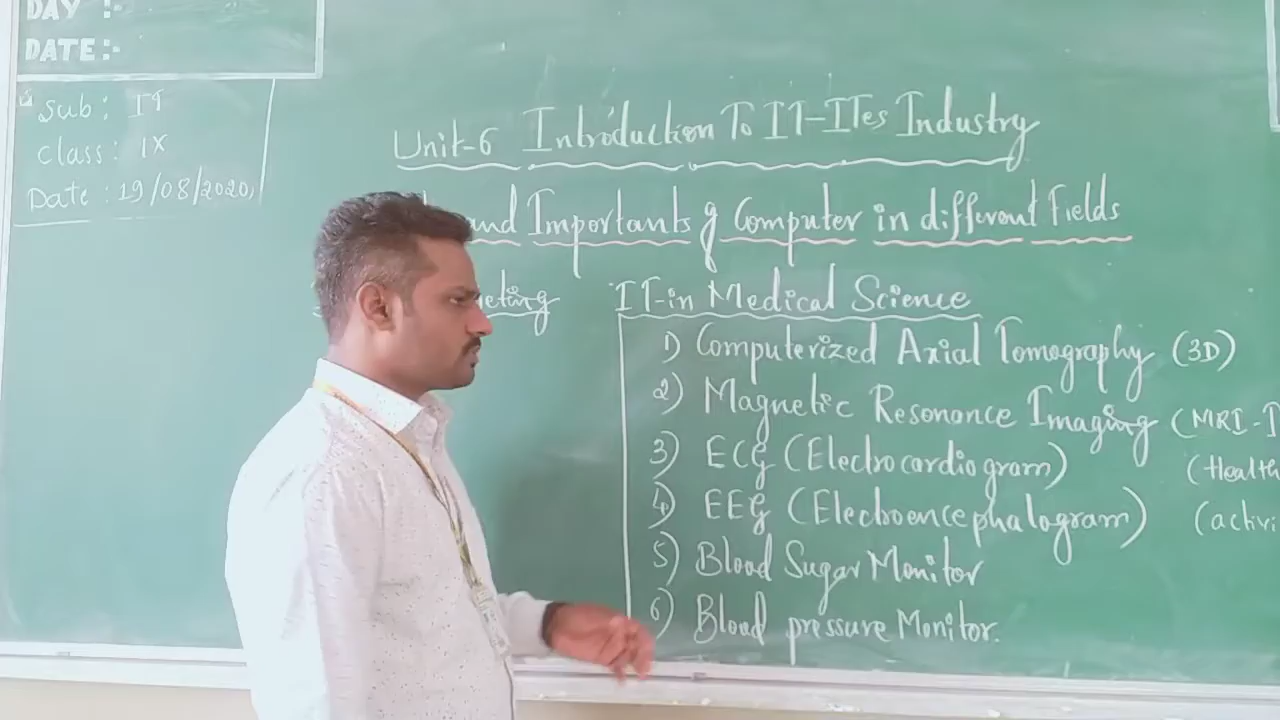 DAY :-
DATE :-
Sub: IT
Class: IX
Date: 19/08/2020,
Unit-6 Introduction To IT-ITes Industry
and Importants of Computer in different Fields
eting
IT-in Medical Science
1) Computerized Axial Tomography (3D)
2) Magnetic Resonance Imaging (MRI-I
3) ECG (Electrocardiogram) (Health
4) EEG (Electroencephalogram) (activi
5) Blood Sugar Monitor
6) Blood pressure Monitor.